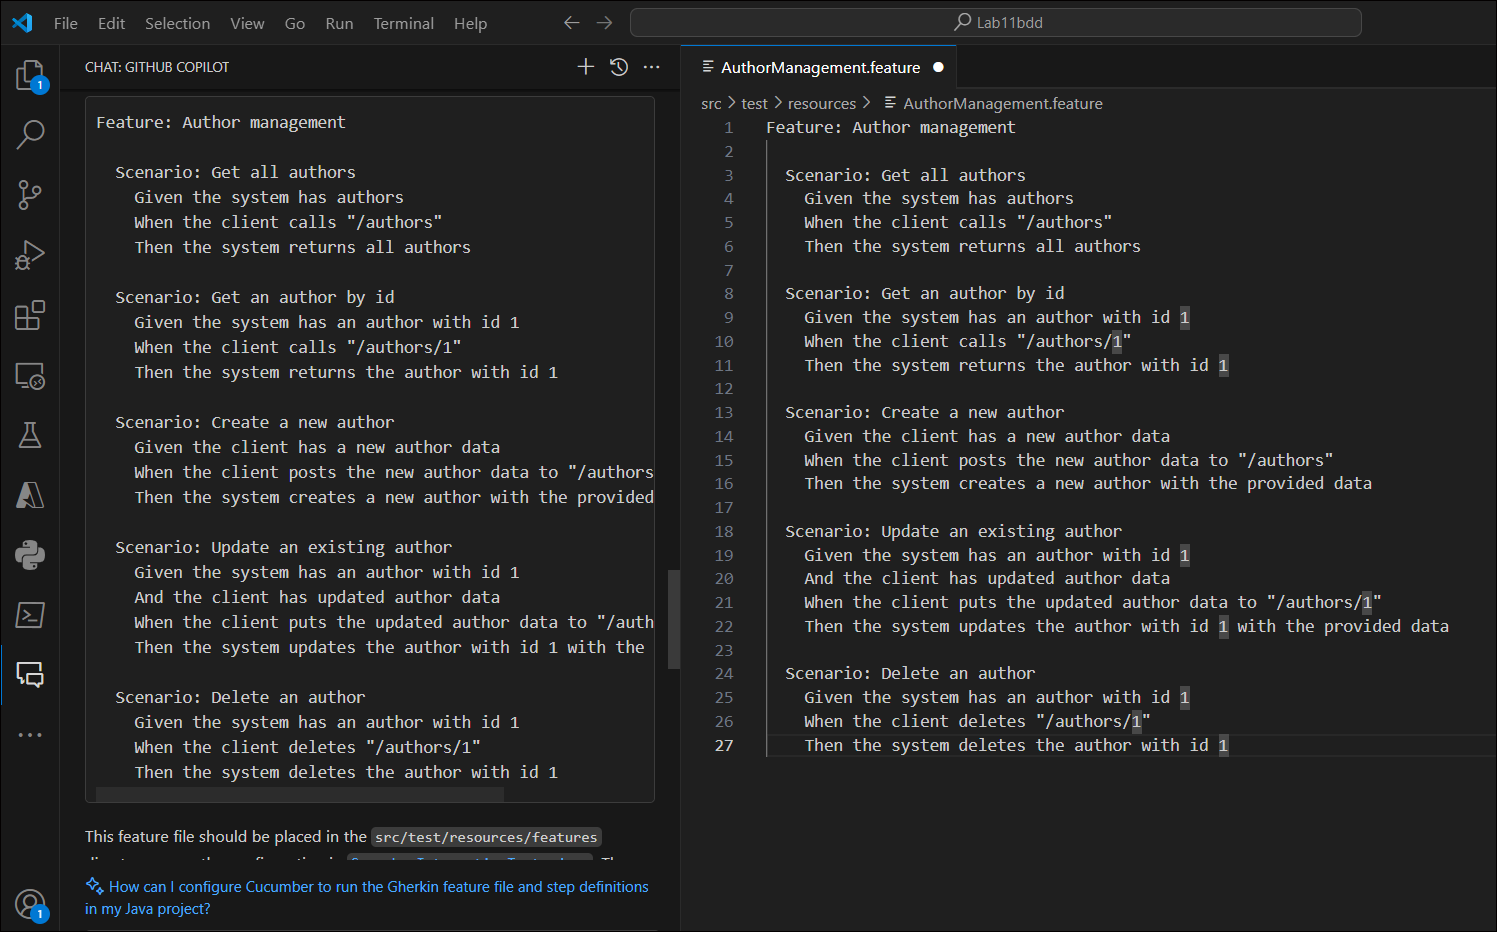 File Edit Selection View Go Run Terminal Help
Lab11bdd
CHAT: GITHUB COPILOT
Feature: Author management
Scenario: Get all authors
Given the system has authors
When the client calls "/authors"
Then the system returns all authors
Scenario: Get an author by id
Given the system has an author with id 1
When the client calls "/authors/1"
Then the system returns the author with id 1
Scenario: Create a new author
Given the client has a new author data
When the client posts the new author data to "/authors
Then the system creates a new author with the provided
Scenario: Update an existing author
Given the system has an author with id 1
And the client has updated author data
When the client puts the updated author data to "/auth
Then the system updates the author with id 1 with the
Scenario: Delete an author
Given the system has an author with id 1
When the client deletes "/authors/1"
Then the system deletes the author with id 1
This feature file should be placed in the src/test/resources/features
How can I configure Cucumber to run the Gherkin feature file and step definitions
in my Java project?
1
1
AuthorManagement.feature
src > test > resources > AuthorManagement.feature
1 Feature: Author management
2
3 Scenario: Get all authors
4 Given the system has authors
5 When the client calls "/authors"
6 Then the system returns all authors
7
8 Scenario: Get an author by id
9 Given the system has an author with id 1
10 When the client calls "/authors/1"
11 Then the system returns the author with id 1
12
13 Scenario: Create a new author
14 Given the client has a new author data
15 When the client posts the new author data to "/authors"
16 Then the system creates a new author with the provided data
17
18 Scenario: Update an existing author
19 Given the system has an author with id 1
20 And the client has updated author data
21 When the client puts the updated author data to "/authors/1"
22 Then the system updates the author with id 1 with the provided data
23
24 Scenario: Delete an author
25 Given the system has an author with id 1
26 When the client deletes "/authors/1"
27 Then the system deletes the author with id 1